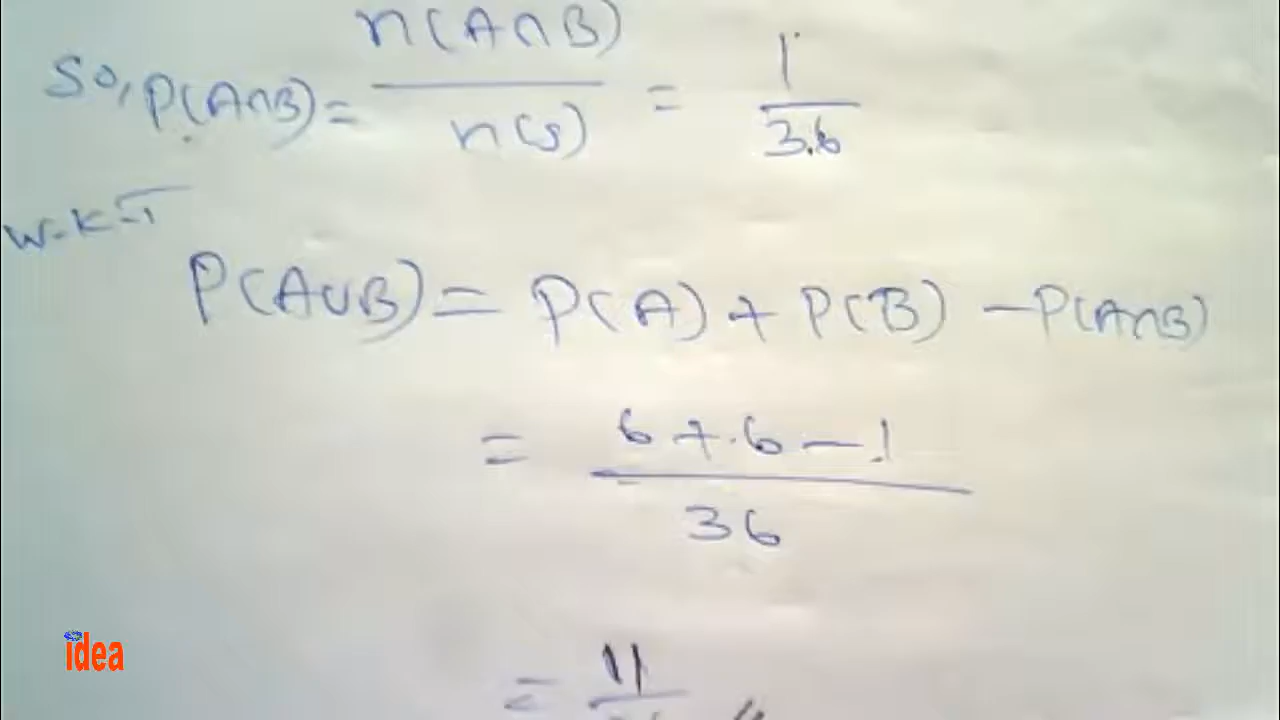 So, P(A∩B) = n(A∩B) / n(s) = 1 / 36
W.K.T
P(A∪B) = P(A) + P(B) - P(A∩B)
= 6 + 6 - 1 / 36
= 11
idea